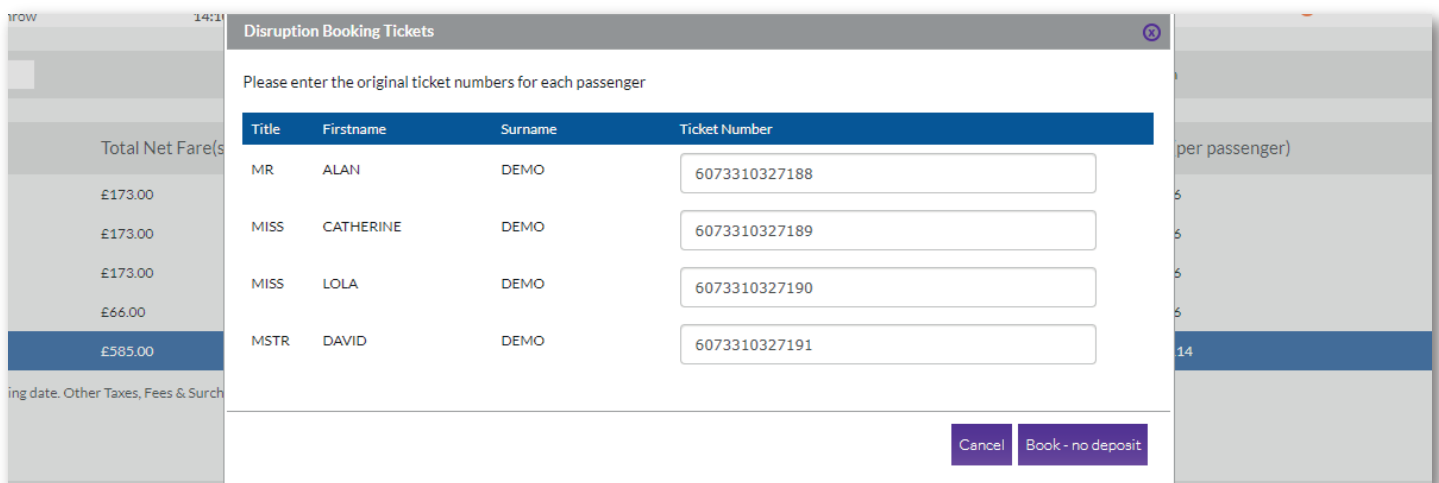 14:1
Disruption Booking Tickets
Please enter the original ticket numbers for each passenger
Title Firstname Surname Ticket Number
Total Net Fare(s per passenger)
MR ALAN DEMO 6073310327188
£173.00
MISS CATHERINE DEMO 6073310327189
£173.00
MISS LOLA DEMO 6073310327190
£173.00
£66.00
MSTR DAVID DEMO 6073310327191
£585.00 14
ing date. Other Taxes, Fees & Surch
Cancel Book - no deposit